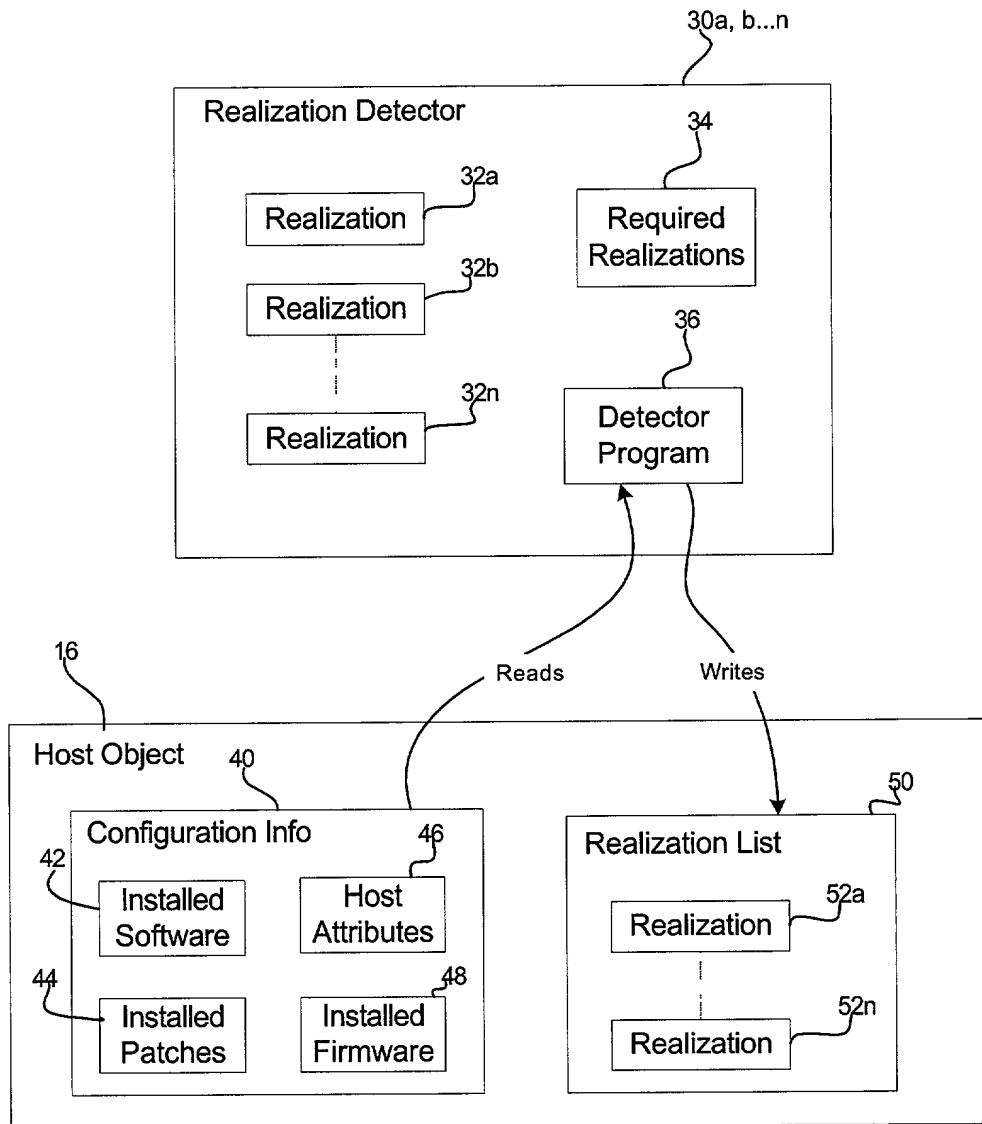 30a, b...n
Realization Detector
34
32a
Realization
Required
Realizations
32b
Realization
36
32n
Realization
Detector
Program
16
Reads
Writes
Host Object
40
50
Configuration Info
46
Realization List
42
Installed
Software
Host
Attributes
52a
Realization
44
48
Installed
Patches
Installed
Firmware
52n
Realization